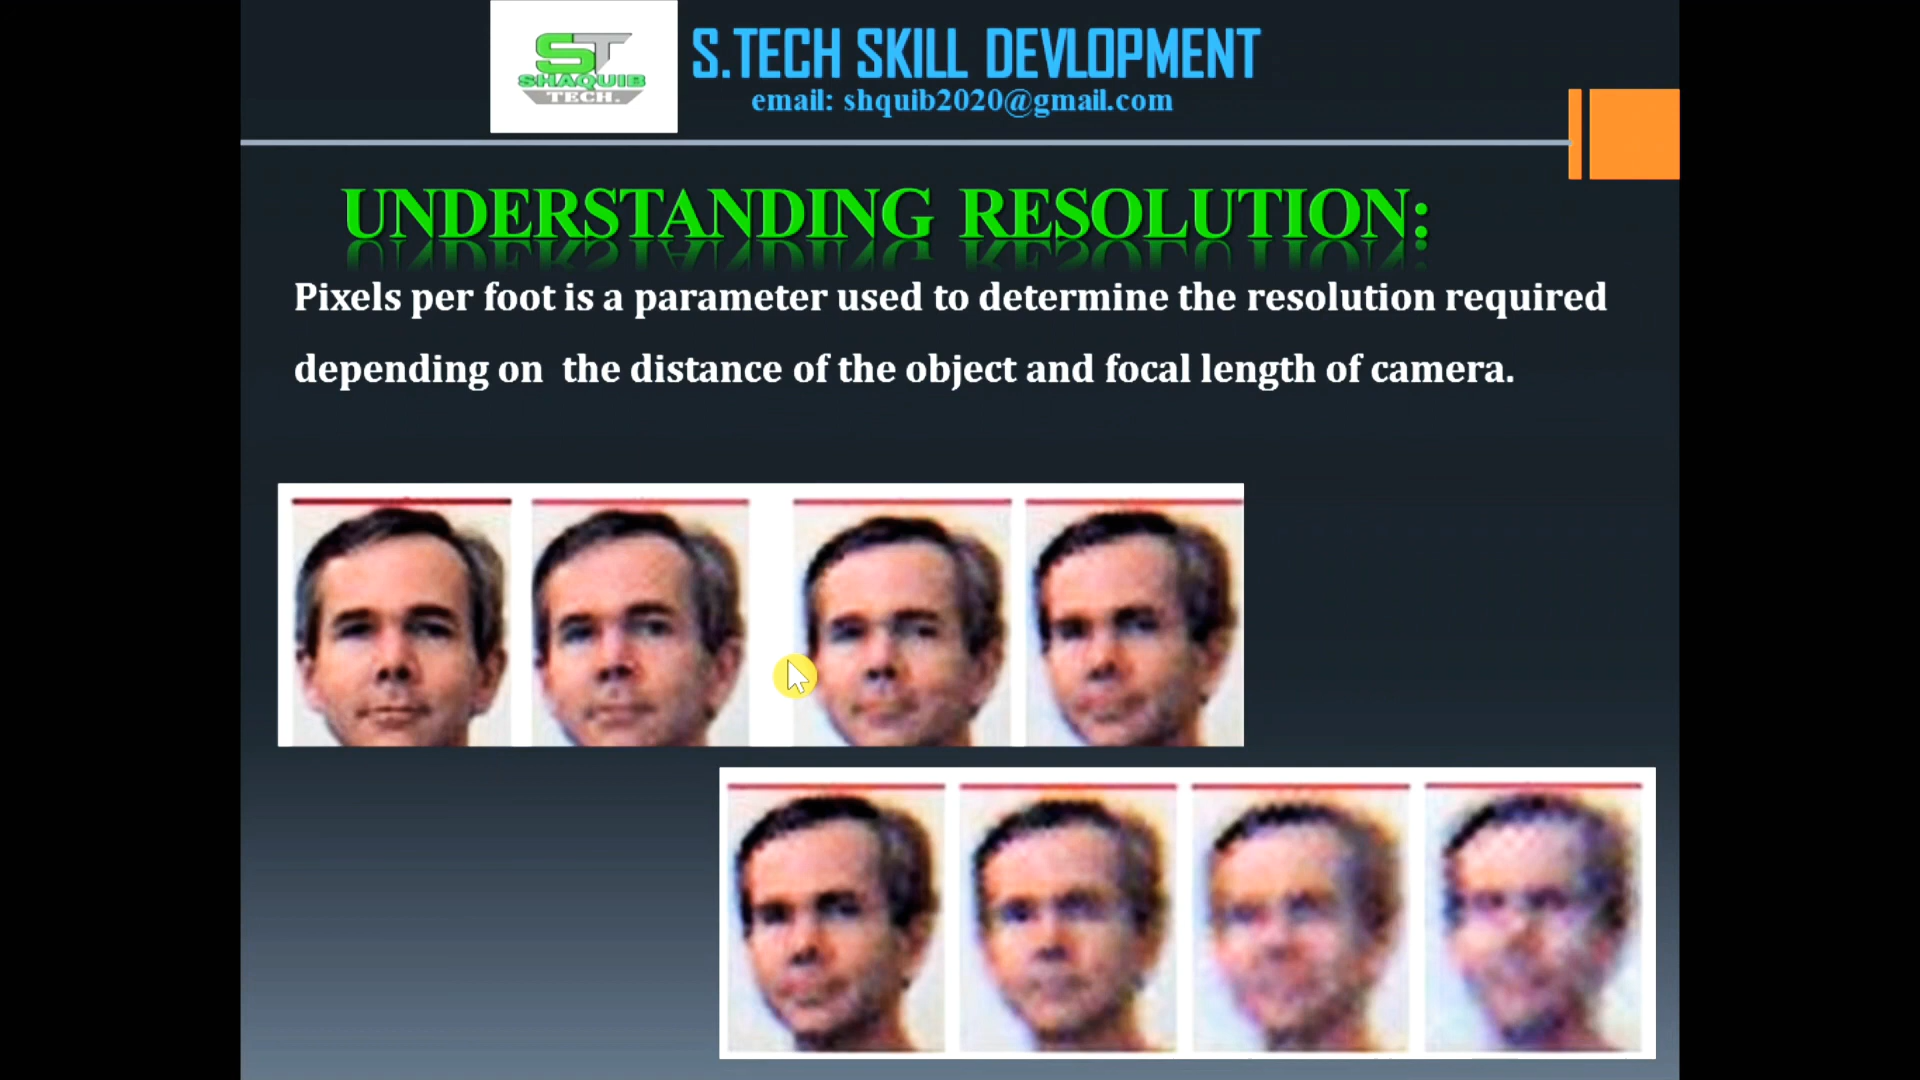 ST
SHAQUIB
TECH.
S.TECH SKILL DEVLOPMENT
email: shquib2020@gmail.com
UNDERSTANDING RESOLUTION:
Pixels per foot is a parameter used to determine the resolution required
depending on the distance of the object and focal length of camera.